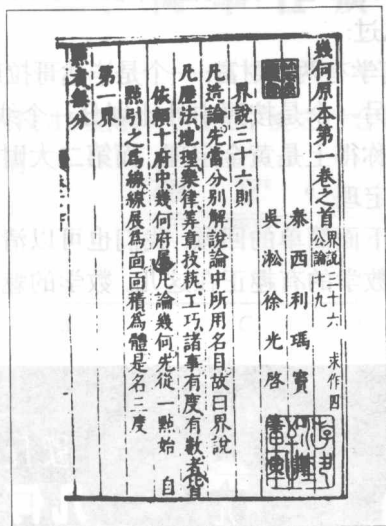 幾何原本第一卷之首 界說三十六 求作四
公論十九
泰西利瑪竇
吳淞徐光啓
界說三十六則
凡造論先當分別解說論中所用名目故曰界說
凡歷法地理樂律算章技藝工巧諸事有度有數者皆
依賴十府中幾何府屬凡論幾何先從一點始 自
點引之爲線線展爲面面積爲體是名三度
第一界
點者無分